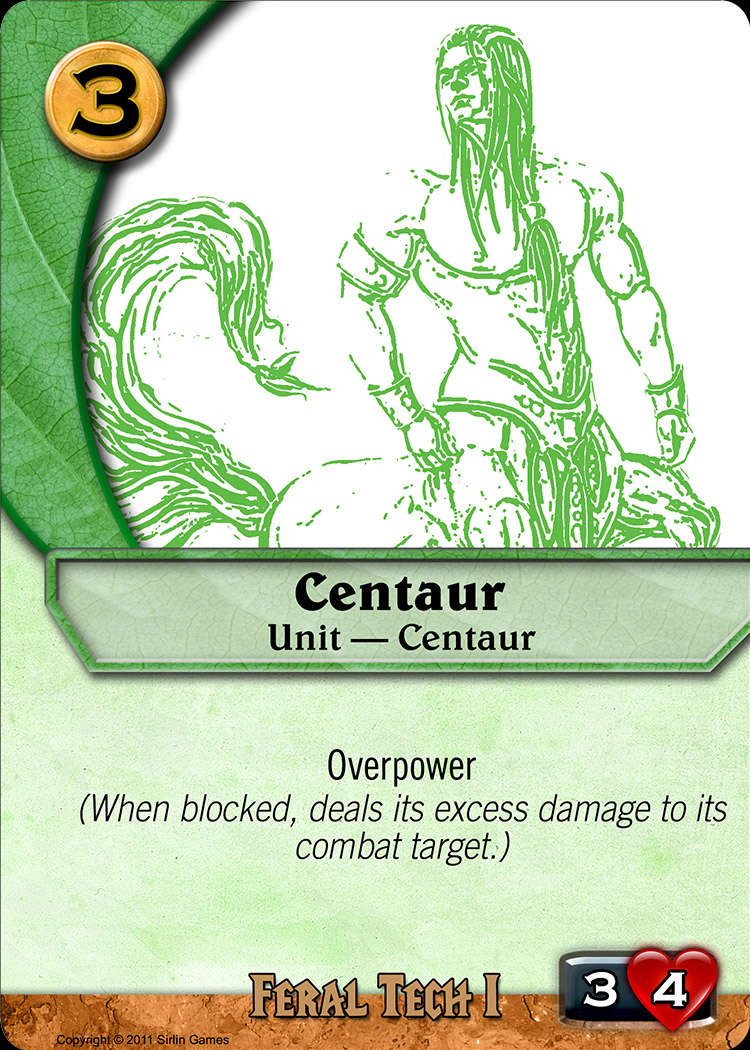 3
Centaur
Unit — Centaur
Overpower
(When blocked, deals its excess damage to its
combat target.)
Feral Tech I
3 4
Copyright © 2011 Sirlin Games